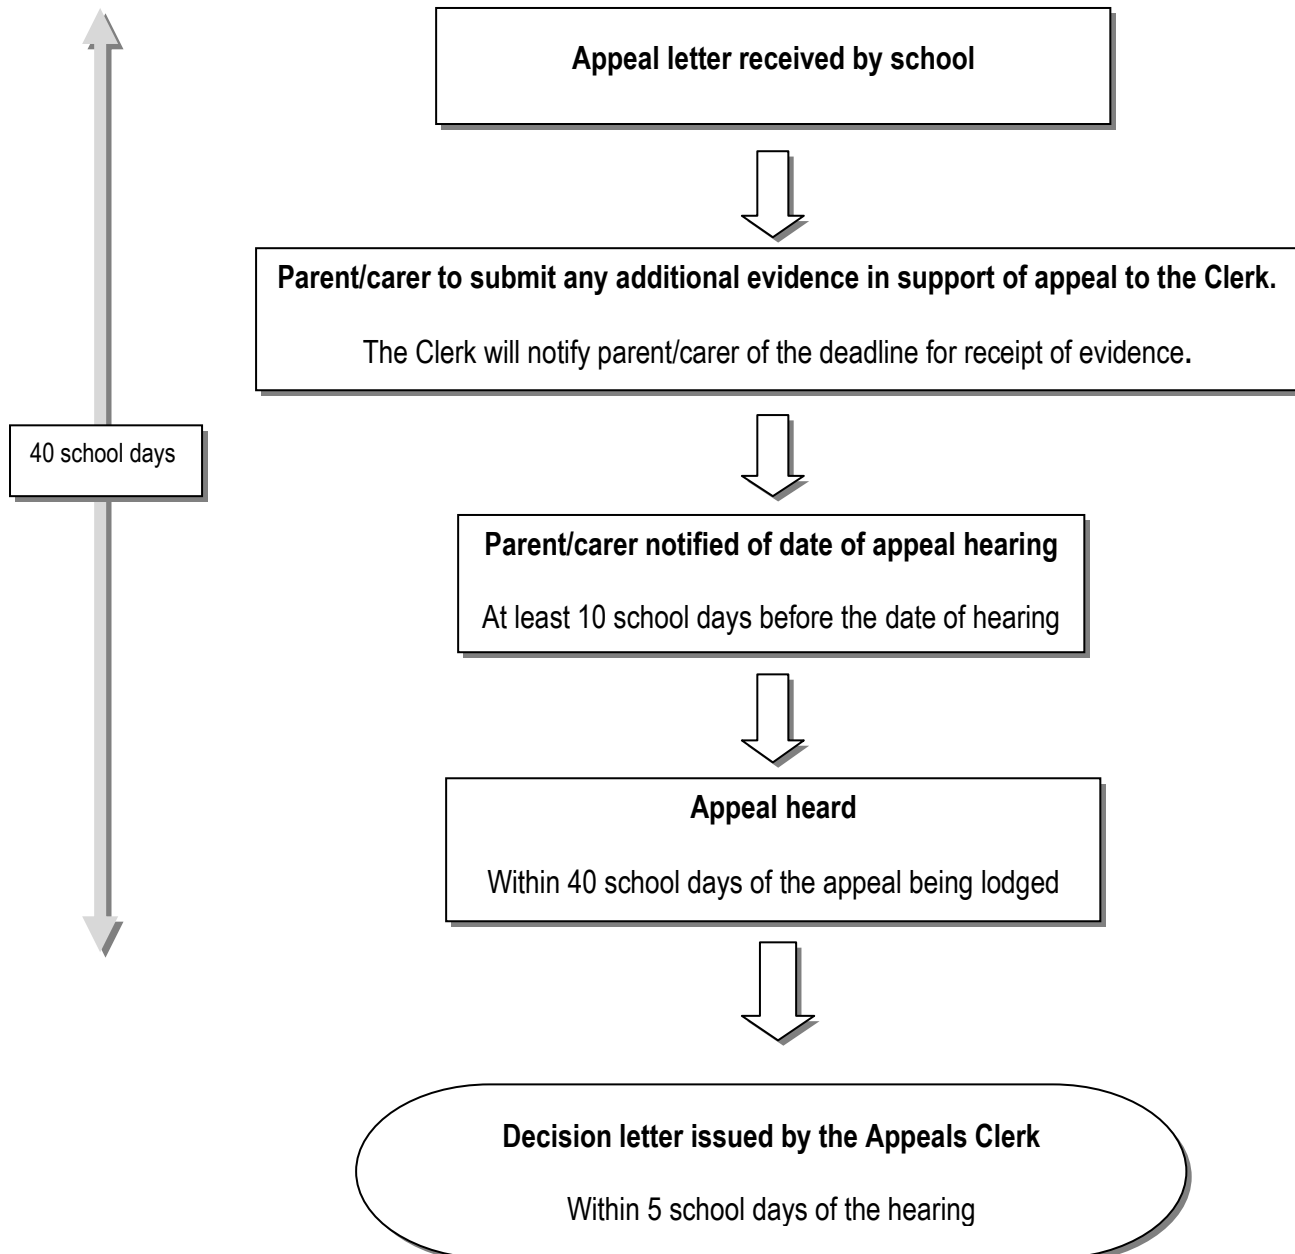 Appeal letter received by school
Parent/carer to submit any additional evidence in support of appeal to the Clerk.
The Clerk will notify parent/carer of the deadline for receipt of evidence.
40 school days
Parent/carer notified of date of appeal hearing
At least 10 school days before the date of hearing
Appeal heard
Within 40 school days of the appeal being lodged
Decision letter issued by the Appeals Clerk
Within 5 school days of the hearing